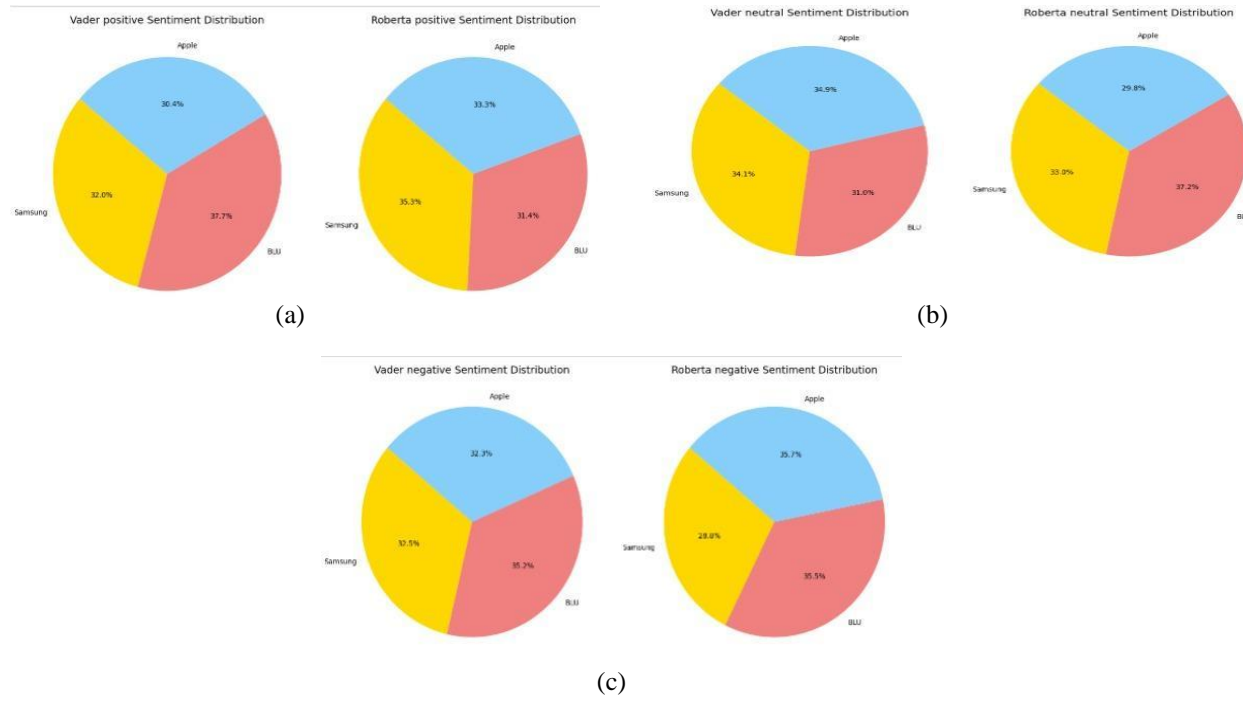 Vader positive Sentiment Distribution
Apple
30.4%
32.0%
Samsung
37.7%
BLU
Roberta positive Sentiment Distribution
Apple
33.3%
35.3%
Samsung
31.4%
BLU
(a)
Vader neutral Sentiment Distribution
Apple
34.9%
34.1%
Samsung
31.0%
BLU
Roberta neutral Sentiment Distribution
Apple
29.8%
33.0%
Samsung
37.2%
BL
(b)
Vader negative Sentiment Distribution
Apple
32.3%
32.5%
Samsung
35.2%
BLU
Roberta negative Sentiment Distribution
Apple
35.7%
28.8%
Samsung
35.5%
BLU
(c)